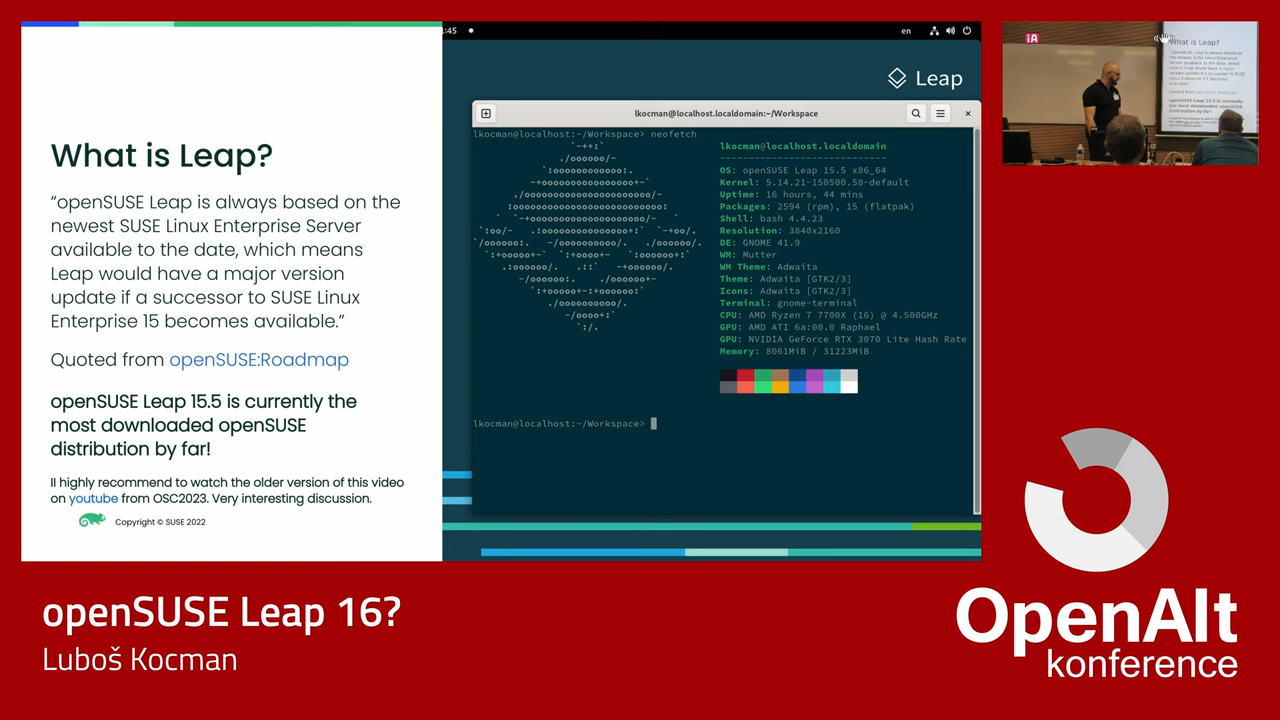 What is Leap?
“openSUSE Leap is always based on the
newest SUSE Linux Enterprise Server
available to the date, which means
Leap would have a major version
update if a successor to SUSE Linux
Enterprise 15 becomes available.”
Quoted from openSUSE:Roadmap
openSUSE Leap 15.5 is currently the
most downloaded openSUSE
distribution by far!
II highly recommend to watch the older version of this video
on youtube from OSC2023. Very interesting discussion.
Copyright © SUSE 2022
:45
en
Leap
lkocman@localhost.localdomain:~/Workspace
lkocman@localhost:~/Workspace> neofetch
lkocman@localhost.localdomain
-----------------------------
OS: openSUSE Leap 15.5 x86_64
Kernel: 5.14.21-150500.50-default
Uptime: 16 hours, 44 mins
Packages: 2594 (rpm), 15 (flatpak)
Shell: bash 4.4.23
Resolution: 3840x2160
DE: GNOME 41.9
WM: Mutter
WM Theme: Adwaita
Theme: Adwaita [GTK2/3]
Icons: Adwaita [GTK2/3]
Terminal: gnome-terminal
CPU: AMD Ryzen 7 7700X (16) @ 4.500GHz
GPU: AMD ATI 6a:00.0 Raphael
GPU: NVIDIA GeForce RTX 3070 Lite Hash Rate
Memory: 8061MiB / 31223MiB
lkocman@localhost:~/Workspace>
What is Leap?
openSUSE Leap 16?
Luboš Kocman
OpenAlt
konference